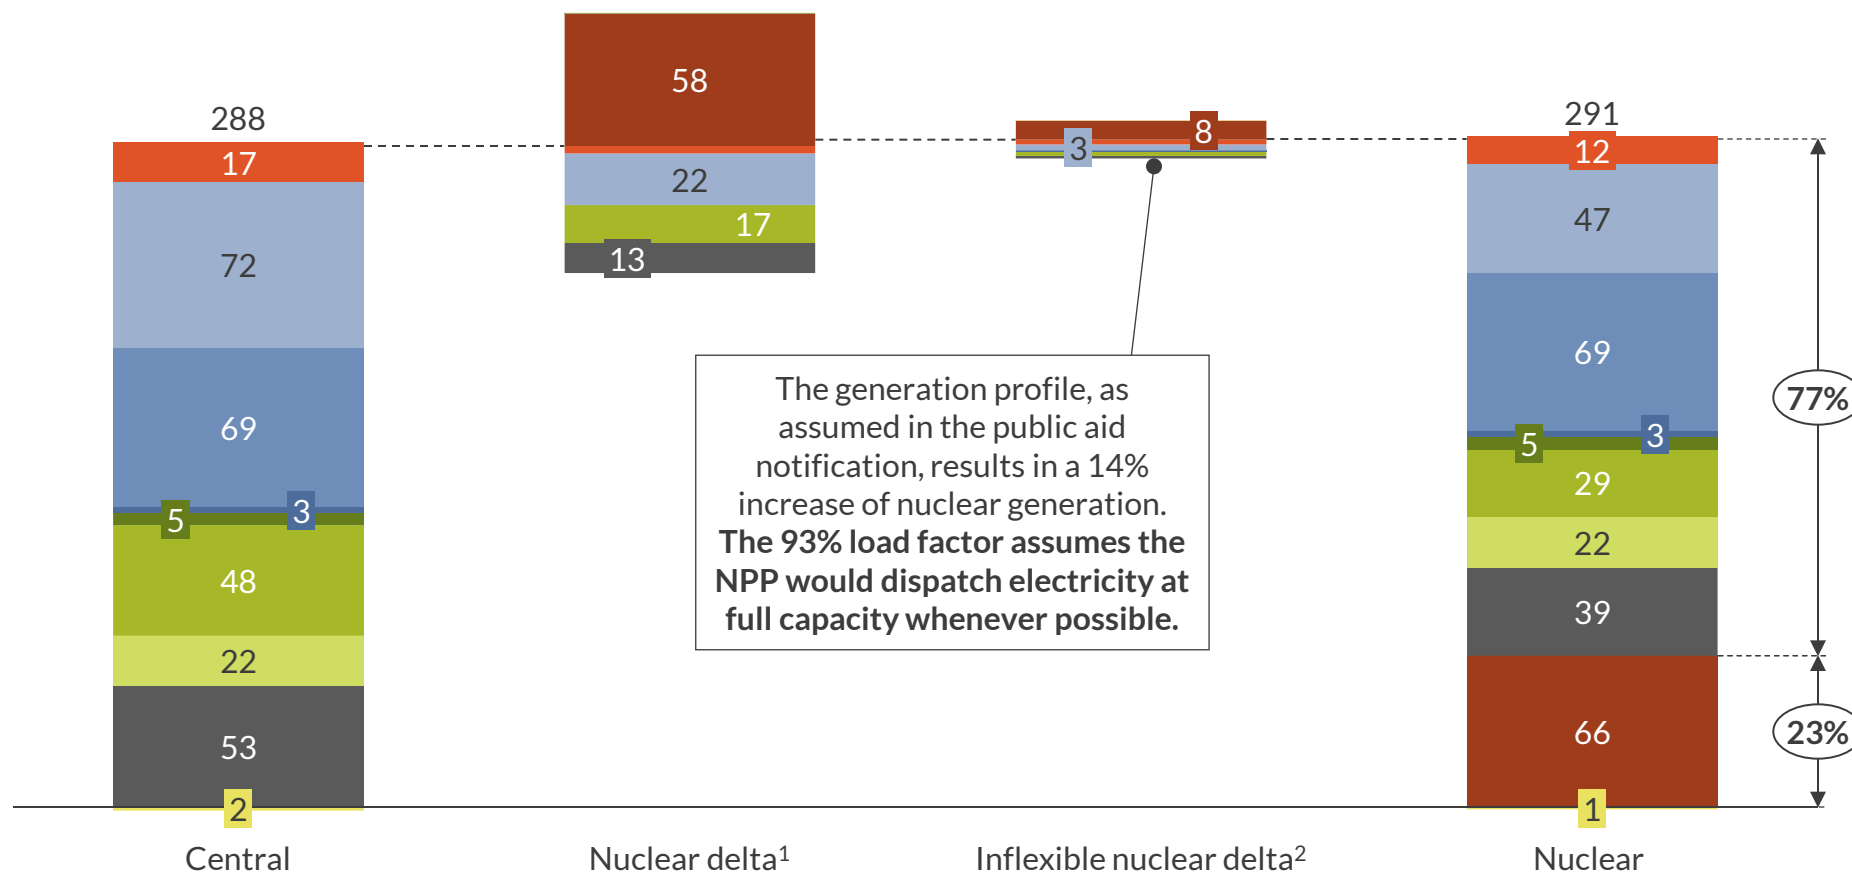 288
17
72
69
3
5
48
22
53
2
58
22
17
13
8
3
The generation profile, as
assumed in the public aid
notification, results in a 14%
increase of nuclear generation.
The 93% load factor assumes the
NPP would dispatch electricity at
full capacity whenever possible.
291
12
47
69
3
5
29
22
39
66
1
77%
23%
Central
Nuclear delta¹
Inflexible nuclear delta²
Nuclear